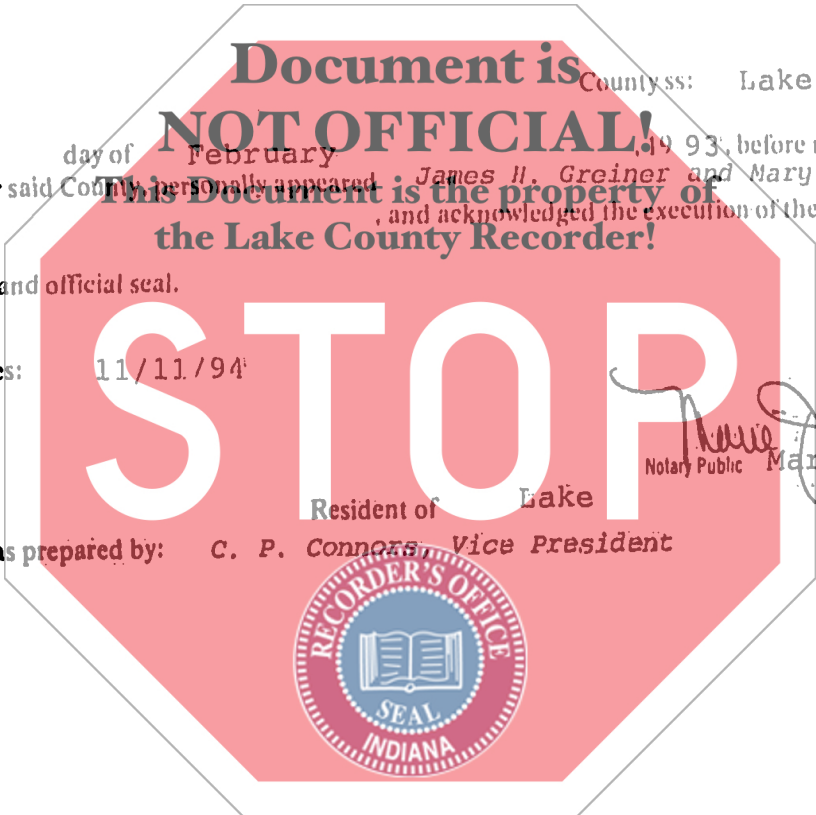 Document is
County ss: Lake
NOT OFFICIAL!
day of February , 19 93, before
said County, personally appeared James H. Greiner and Mary
This Document is the property of
, and acknowledged the execution of the
the Lake County Recorder!
and official seal.
11/11/94
STOP
Notary Public
Resident of Lake
prepared by: C. P. Connors, Vice President
RECORDER'S OFFICE
SEAL
INDIANA